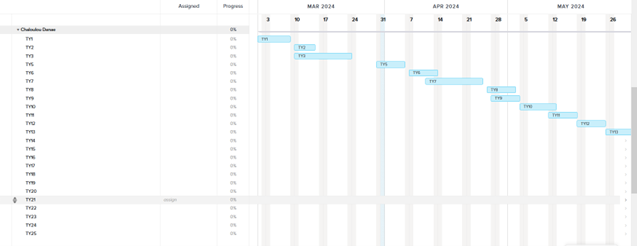 Assigned Progress MAR 2024 APR 2024 MAY 2024
3 10 17 24 31 7 14 21 28 5 12 19 26
Chaloulou Danae 0%
TY1 0% TY1
TY2 0% TY2
TY3 0% TY3
TY5 0% TY5
TY6 0% TY6
TY7 0% TY7
TY8 0% TY8
TY9 0% TY9
TY10 0% TY10
TY11 0% TY11
TY12 0% TY12
TY13 0% TY13
TY14 0%
TY15 0%
TY16 0%
TY17 0%
TY18 0%
TY19 0%
TY20 0%
TY21 assign 0%
TY22 0%
TY23 0%
TY24 0%
TY25 0%